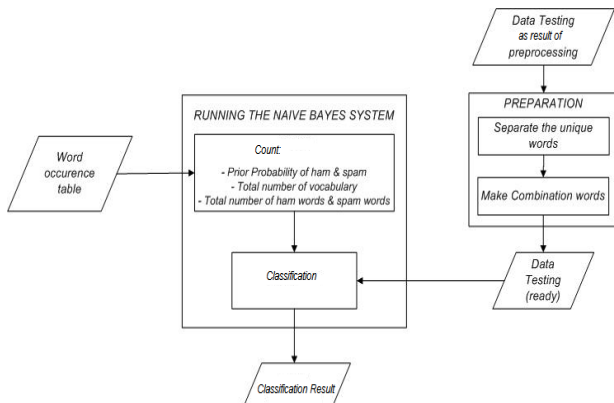 Data Testing
as result of
preprocessing
PREPARATION
Separate the unique
words
Make Combination words
Data
Testing
(ready)
RUNNING THE NAIVE BAYES SYSTEM
Count:
- Prior Probability of ham & spam
- Total number of vocabulary
- Total number of ham words & spam words
Word
occurence
table
Classification
Classification Result